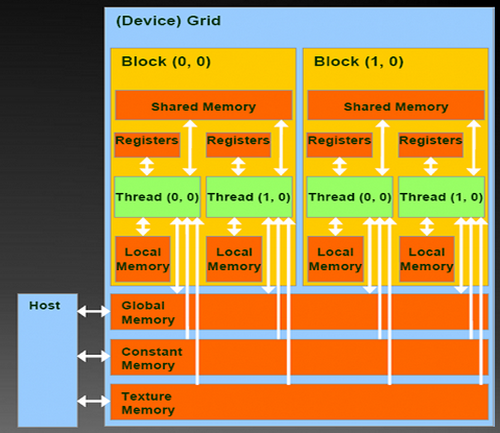 (Device) Grid
Block (0, 0)
Block (1, 0)
Shared Memory
Shared Memory
Registers
Registers
Registers
Registers
Thread (0, 0)
Thread (1, 0)
Thread (0, 0)
Thread (1, 0)
Local
Memory
Local
Memory
Local
Memory
Local
Memory
Host
Global
Memory
Constant
Memory
Texture
Memory